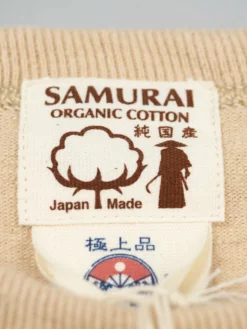 SAMURAI
ORGANIC COTTON
純国産
Japan Made
極上品